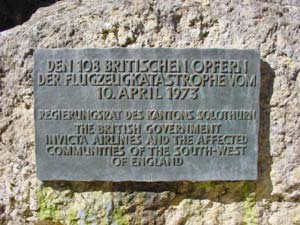 DEN 108 BRITISCHEN OPFERN
DER FLUGZEUGKATASTROPHE VOM
10. APRIL 1973
REGIERUNGSRAT DES KANTONS SOLOTHURN
THE BRITISH GOVERNMENT
INVICTA AIRLINES AND THE AFFECTED
COMMUNITIES OF THE SOUTH-WEST
OF ENGLAND